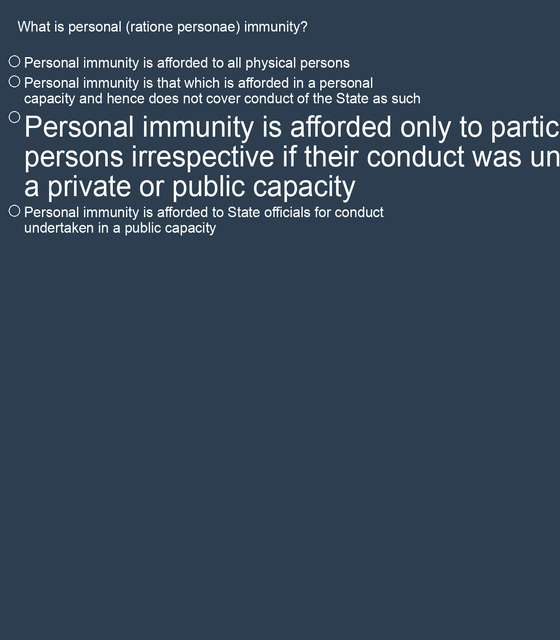 What is personal (ratione personae) immunity?
Personal immunity is afforded to all physical persons
Personal immunity is that which is afforded in a personal
capacity and hence does not cover conduct of the State as such
Personal immunity is afforded only to partic
persons irrespective if their conduct was un
a private or public capacity
Personal immunity is afforded to State officials for conduct
undertaken in a public capacity